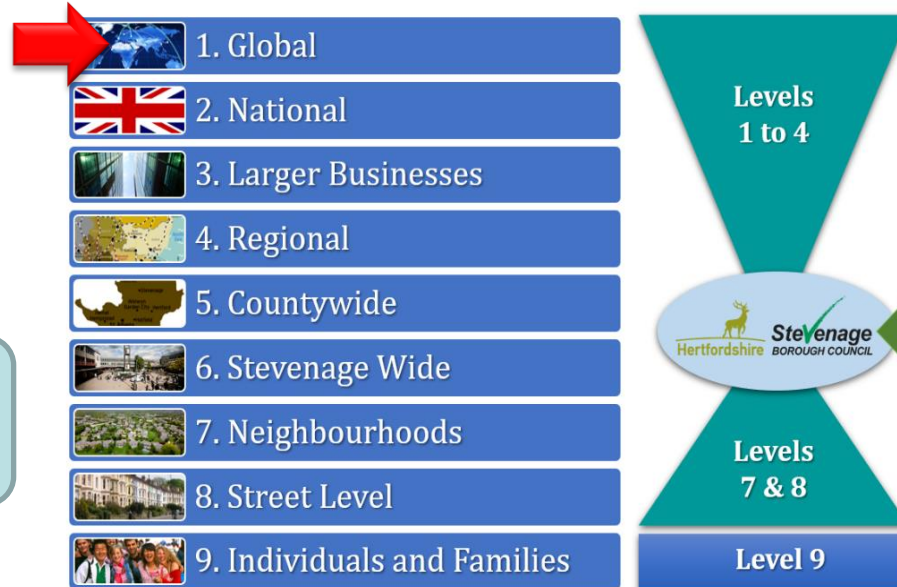 1. Global
2. National
3. Larger Businesses
4. Regional
5. Countywide
6. Stevenage Wide
7. Neighbourhoods
8. Street Level
9. Individuals and Families
Levels
1 to 4
Hertfordshire
Stevenage
BOROUGH COUNCIL
Levels
7 & 8
Level 9